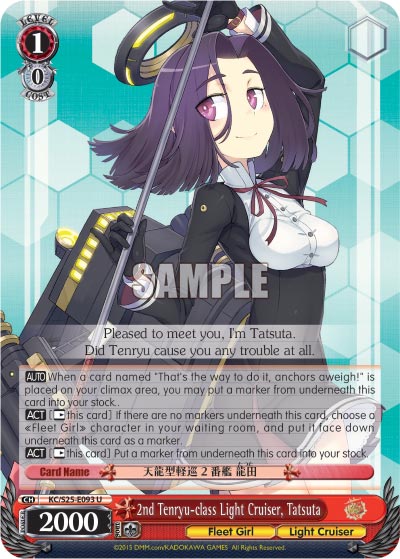 LEVEL
1
0
COST
SAMPLE
Pleased to meet you, I'm Tatsuta.
Did Tenryu cause you any trouble at all.
AUTO When a card named "That's the way to do it, anchors aweigh!" is
placed on your climax area, you may put a marker from underneath
this card into your stock.
ACT [this card] If there are no markers underneath this card, choose a
«Fleet Girl» character in your waiting room, and put it face down
underneath this card as a marker.
ACT [this card] Put a marker from underneath this card into your stock.
Card Name 天龍型軽巡2番艦 龍田
CH KC/S25-E093 U
2nd Tenryu-class Light Cruiser, Tatsuta
POWER
2000
SOUL
Fleet Girl
Light Cruiser
©2013 DMM.com/KADOKAWA GAMES All Rights Reserved.